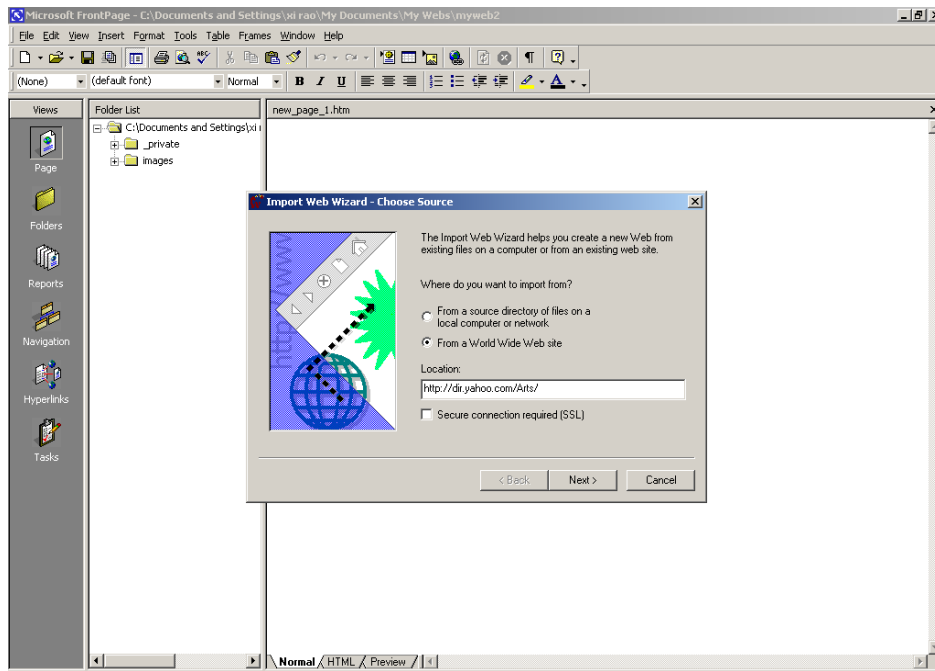 Microsoft FrontPage - C:\Documents and Settings\xi rao\My Documents\My Webs\myweb2
File Edit View Insert Format Tools Table Frames Window Help
(None) (default font) Normal B I U A
Views Folder List new_page_1.htm
C:\Documents and Settings\xi r
_private
images
Page
Folders
Reports
Navigation
Hyperlinks
Tasks
Import Web Wizard - Choose Source
http://www
The Import Web Wizard helps you create a new Web from
existing files on a computer or from an existing web site.
Where do you want to import from?
From a source directory of files on a
local computer or network
From a World Wide Web site
Location:
http://dir.yahoo.com/Arts/
Secure connection required (SSL)
< Back Next > Cancel
Normal HTML Preview